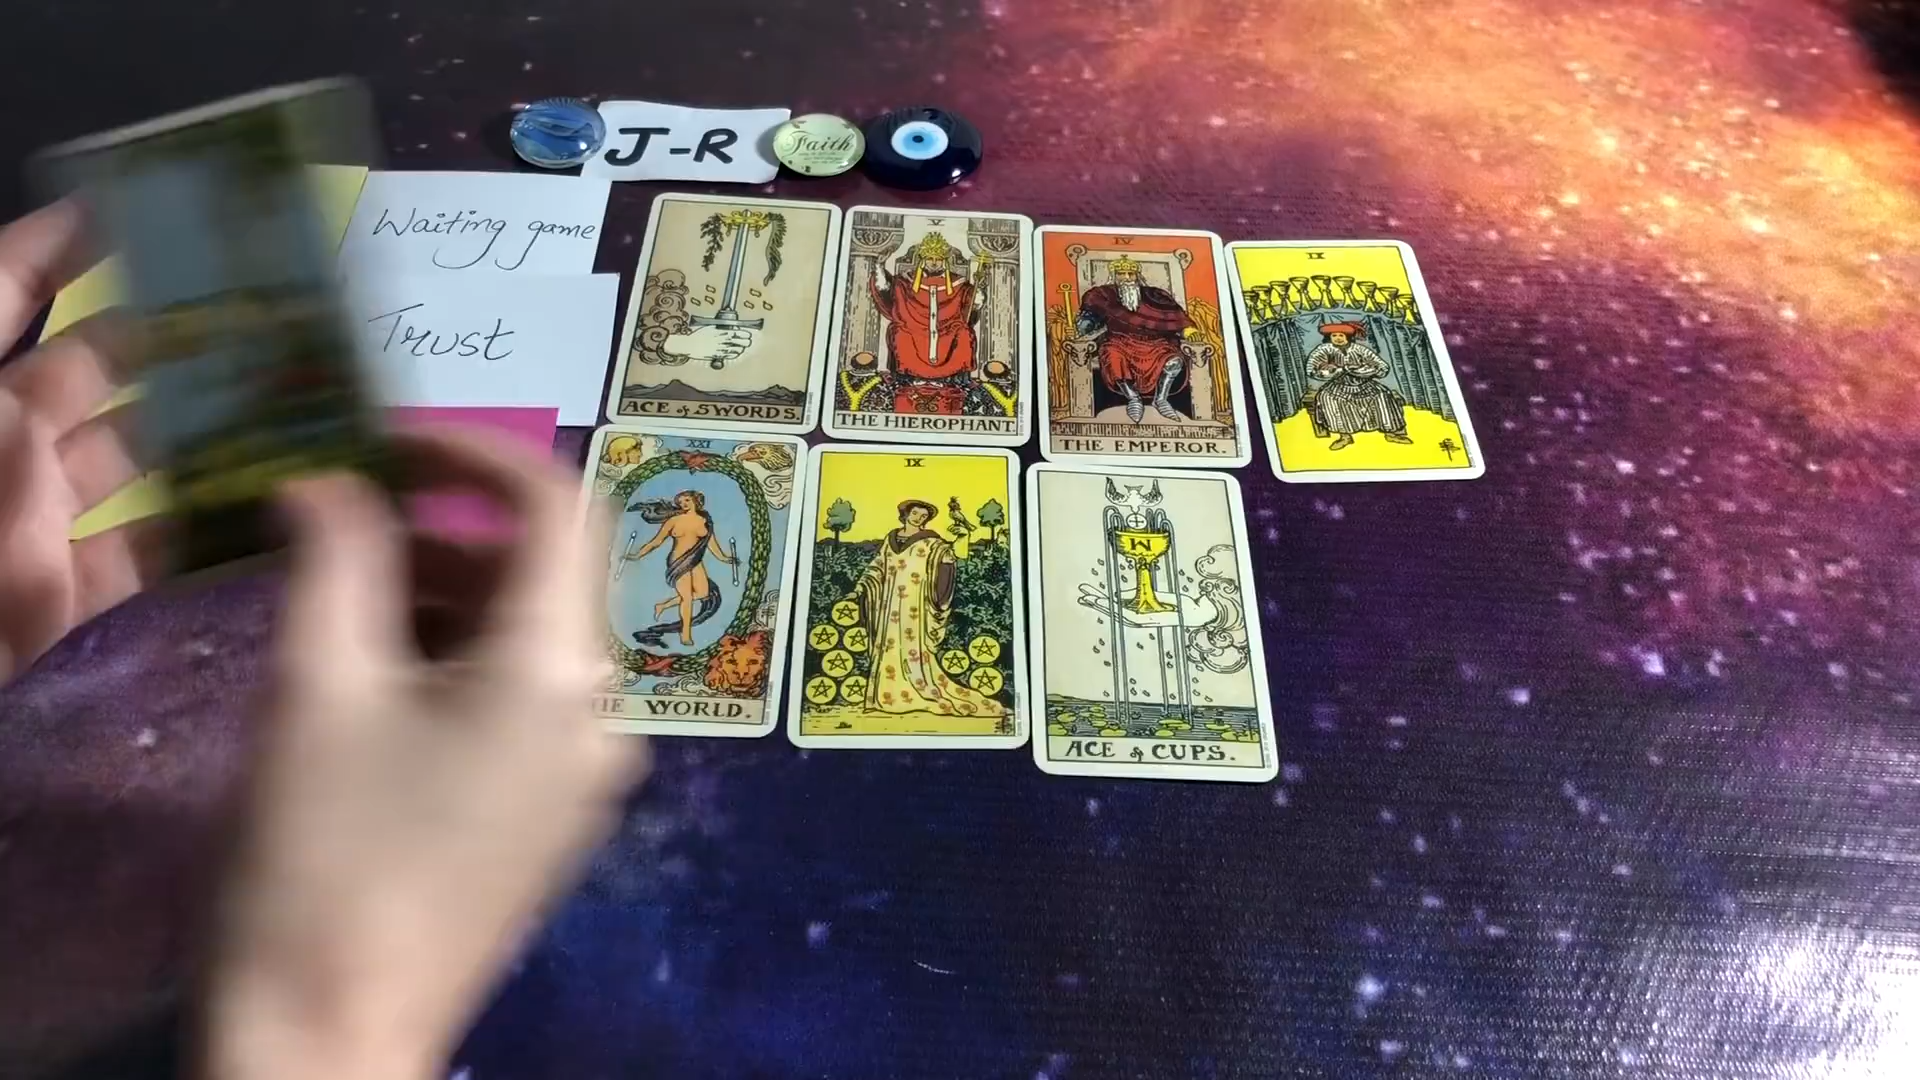 J-R
Faith
Waiting game
Trust
ACE of SWORDS.
V
THE HIEROPHANT.
IV
THE EMPEROR.
IX
XXI
THE WORLD.
IX
ACE of CUPS.